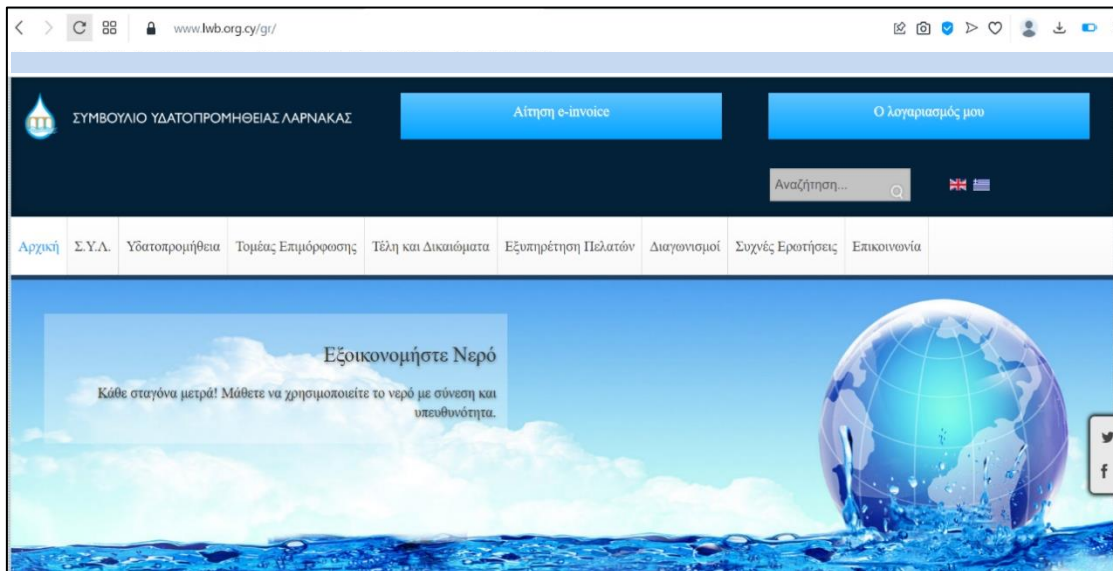 www.lwb.org.cy/gr/
ΣΥΜΒΟΥΛΙΟ ΥΔΑΤΟΠΡΟΜΗΘΕΙΑΣ ΛΑΡΝΑΚΑΣ
Αίτηση e-invoice
Ο λογαριασμός μου
Αναζήτηση...
Αρχική Σ.Υ.Λ. Υδατοπρομήθεια Τομέας Επιμόρφωσης Τέλη και Δικαιώματα Εξυπηρέτηση Πελατών Διαγωνισμοί Συχνές Ερωτήσεις Επικοινωνία
Εξοικονομήστε Νερό
Κάθε σταγόνα μετρά! Μάθετε να χρησιμοποιείτε το νερό με σύνεση και
υπευθυνότητα.